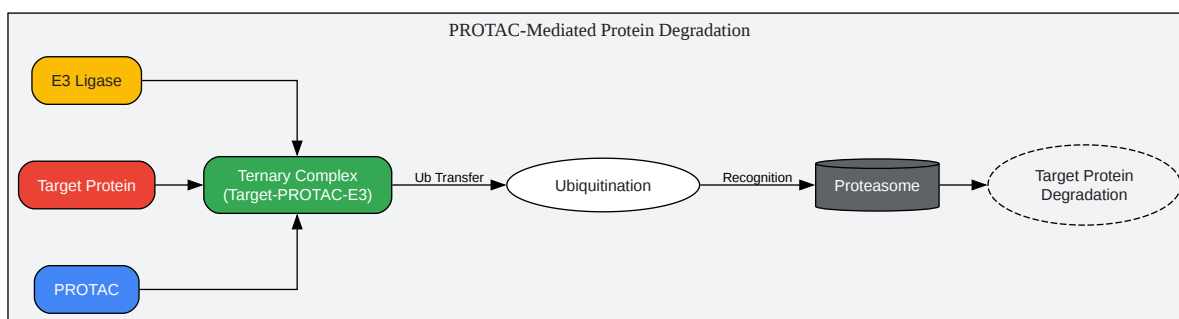 PROTAC-Mediated Protein Degradation
E3 Ligase
Target Protein
PROTAC
Ternary Complex
(Target-PROTAC-E3)
Ub Transfer
Ubiquitination
Recognition
Proteasome
Target Protein
Degradation